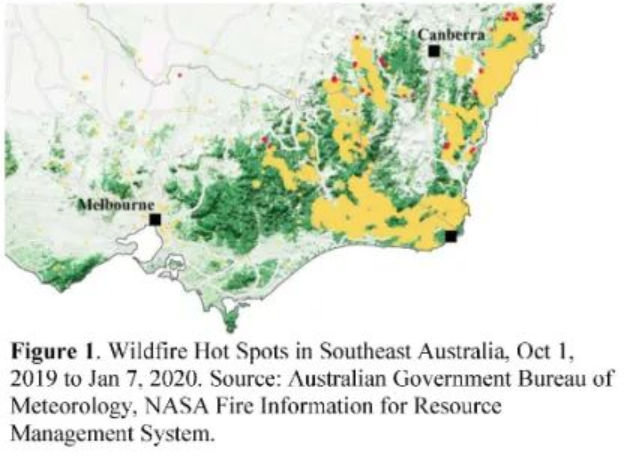 Canberra
Melbourne
Figure 1. Wildfire Hot Spots in Southeast Australia, Oct 1,
2019 to Jan 7, 2020. Source: Australian Government Bureau of
Meteorology, NASA Fire Information for Resource
Management System.